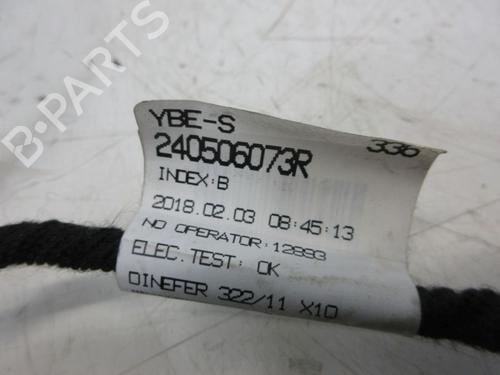 YBE-S
336
240506073R
INDEX:B
2018.02.03 08:45:13
NO OPERATOR:12893
ELEC.TEST: OK
DINEFER 322/11 X10
B-PARTS